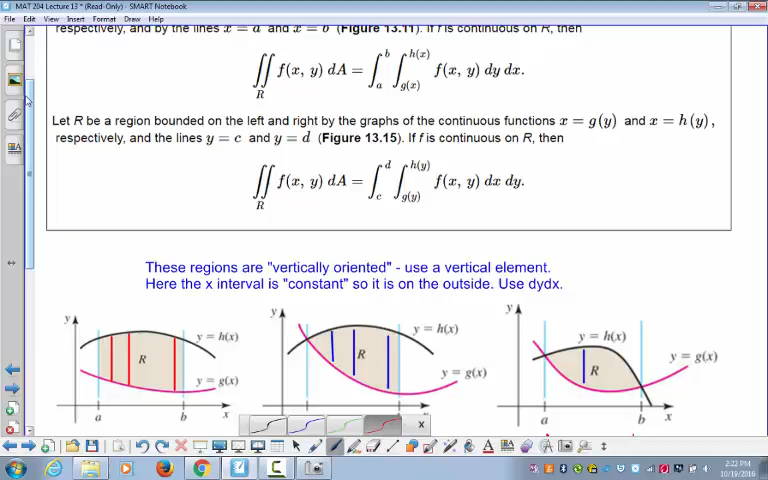 MAT 204 Lecture 13 * (Read-Only) - SMART Notebook
File Edit View Insert Format Draw Help
respectively, and by the lines x = a and x = b (Figure 13.11). If f is continuous on R, then
∬_R f(x, y) dA = ∫_a^b ∫_{g(x)}^{h(x)} f(x, y) dy dx.
Let R be a region bounded on the left and right by the graphs of the continuous functions x = g(y) and x = h(y),
respectively, and the lines y = c and y = d (Figure 13.15). If f is continuous on R, then
∬_R f(x, y) dA = ∫_c^d ∫_{g(y)}^{h(y)} f(x, y) dx dy.
These regions are "vertically oriented" - use a vertical element.
Here the x interval is "constant" so it is on the outside. Use dydx.
y y = h(x) R y = g(x) a b x
y y = h(x) R y = g(x) x
y y = h(x) R y = g(x) a b x
x
A
2:22 PM
10/19/2016